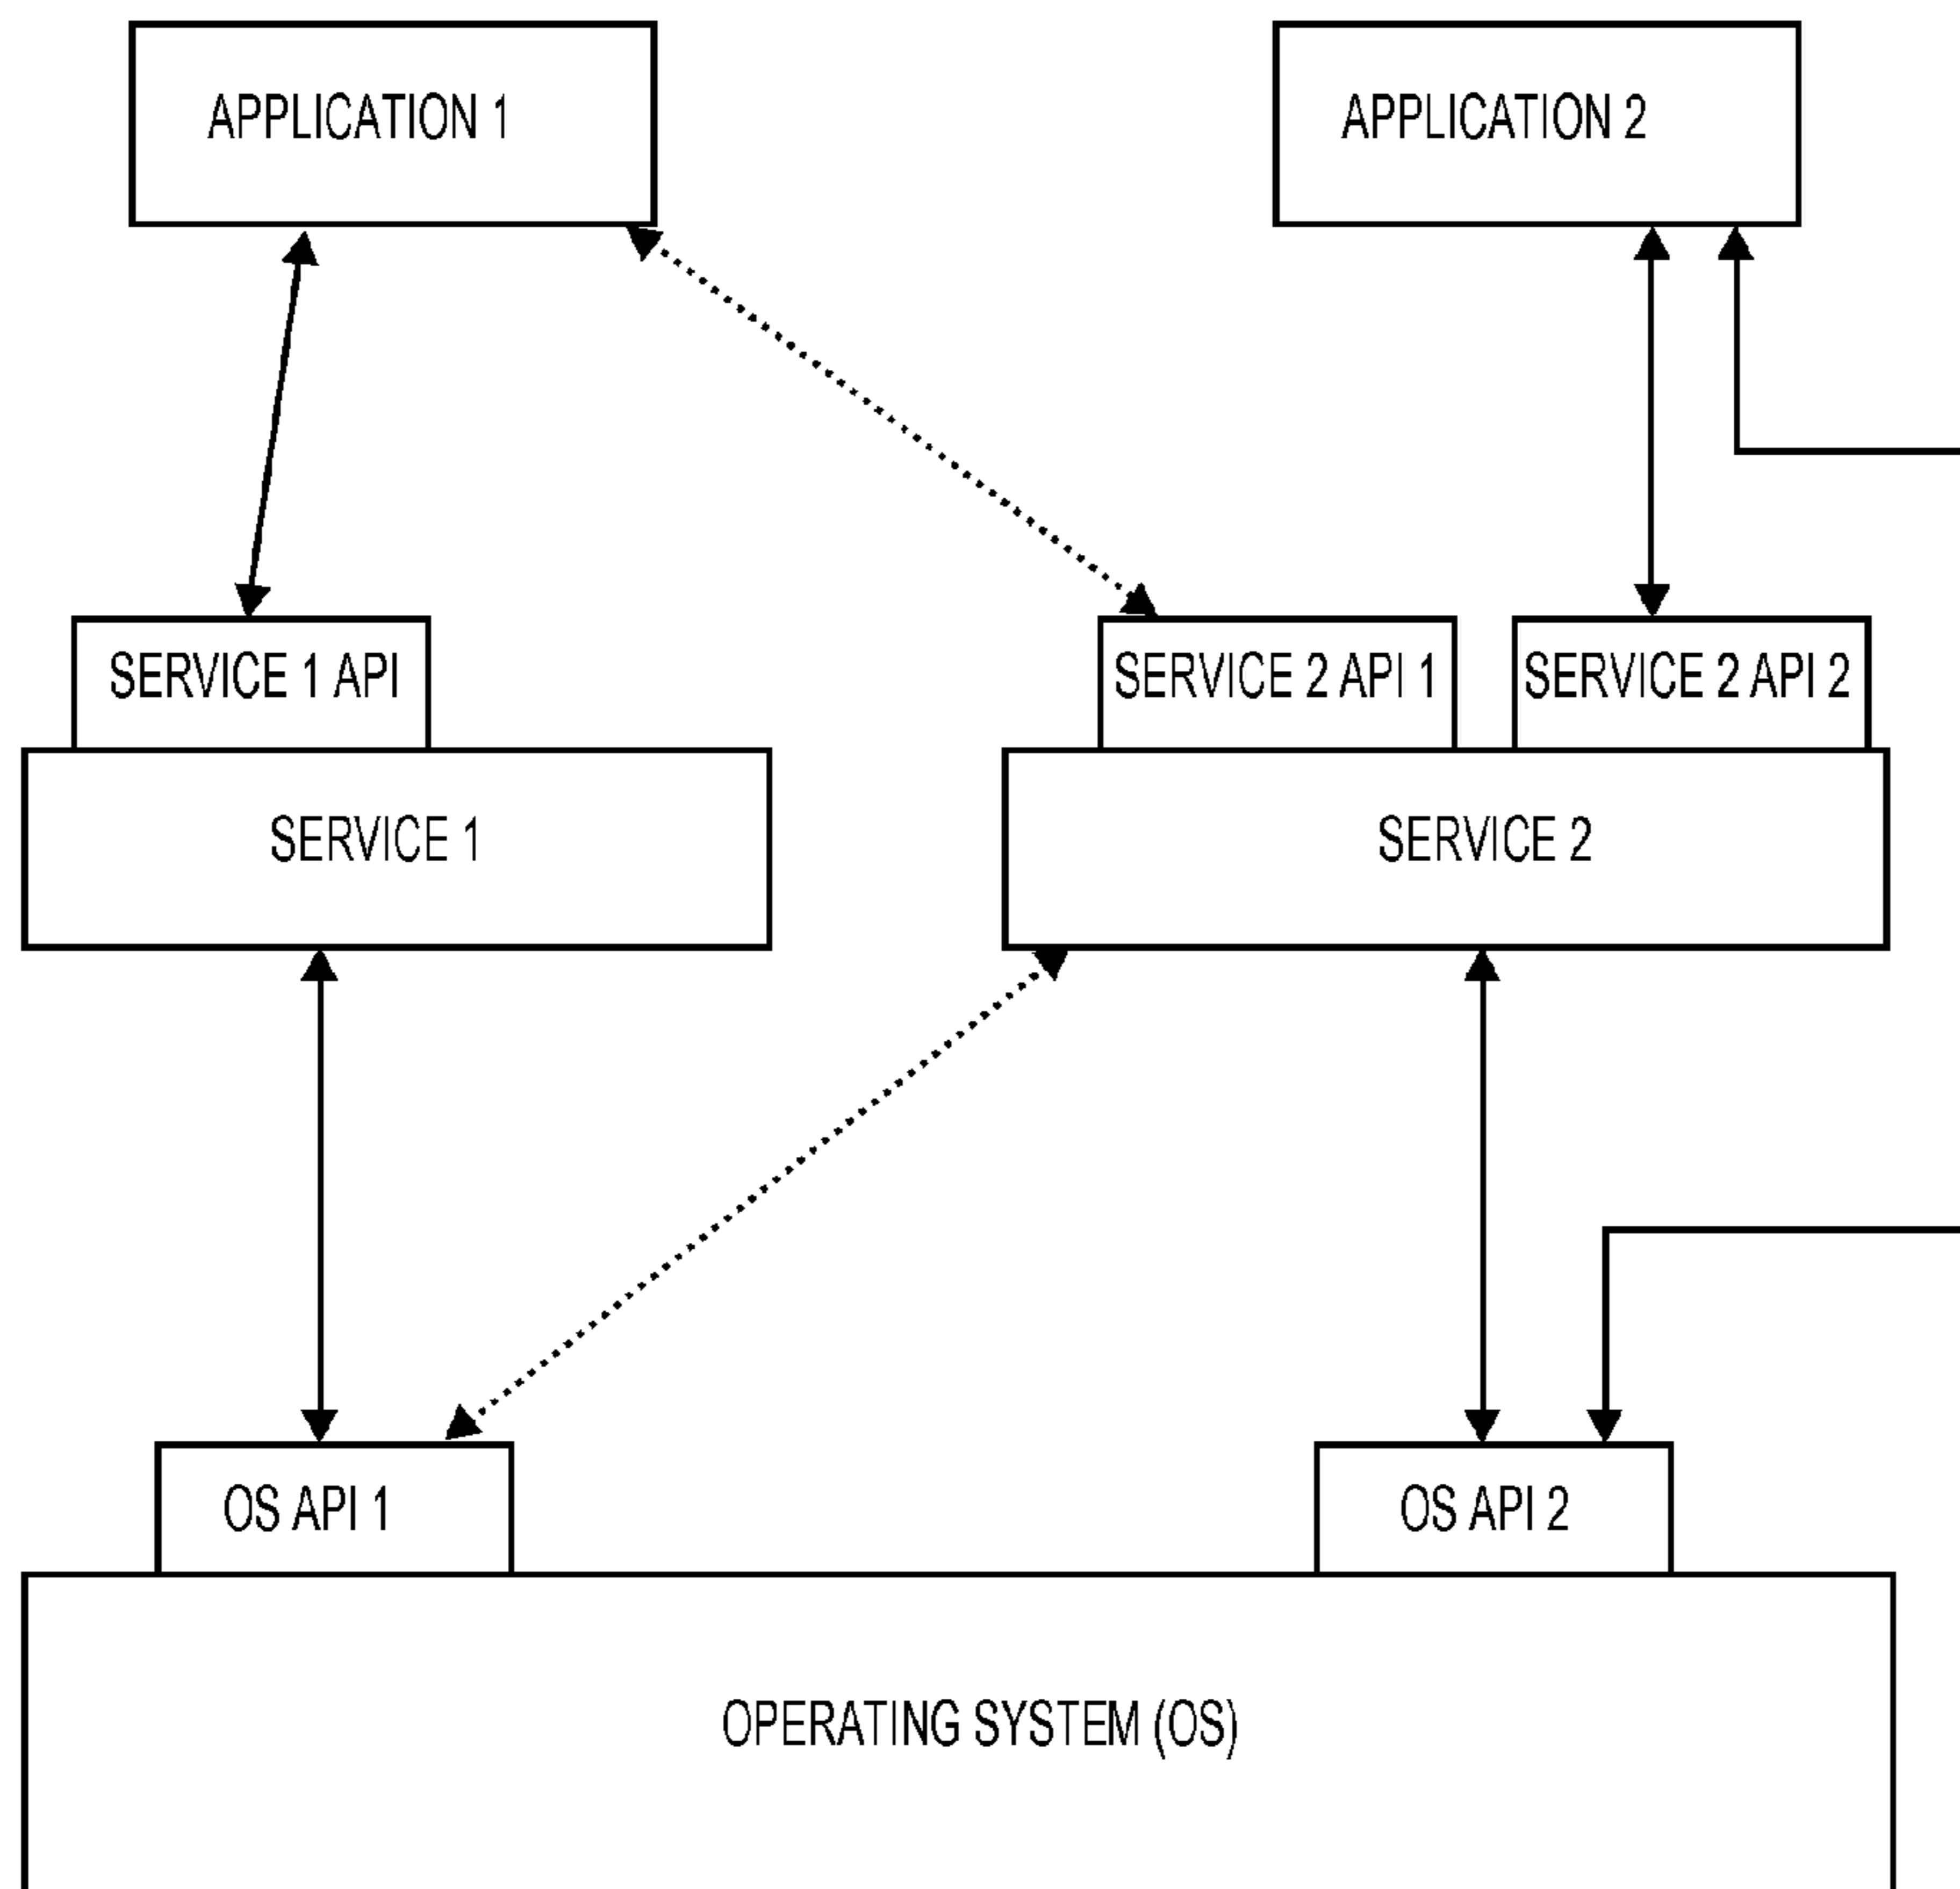 APPLICATION 1
APPLICATION 2
SERVICE 1 API
SERVICE 2 API 1
SERVICE 2 API 2
SERVICE 1
SERVICE 2
OS API 1
OS API 2
OPERATING SYSTEM (OS)